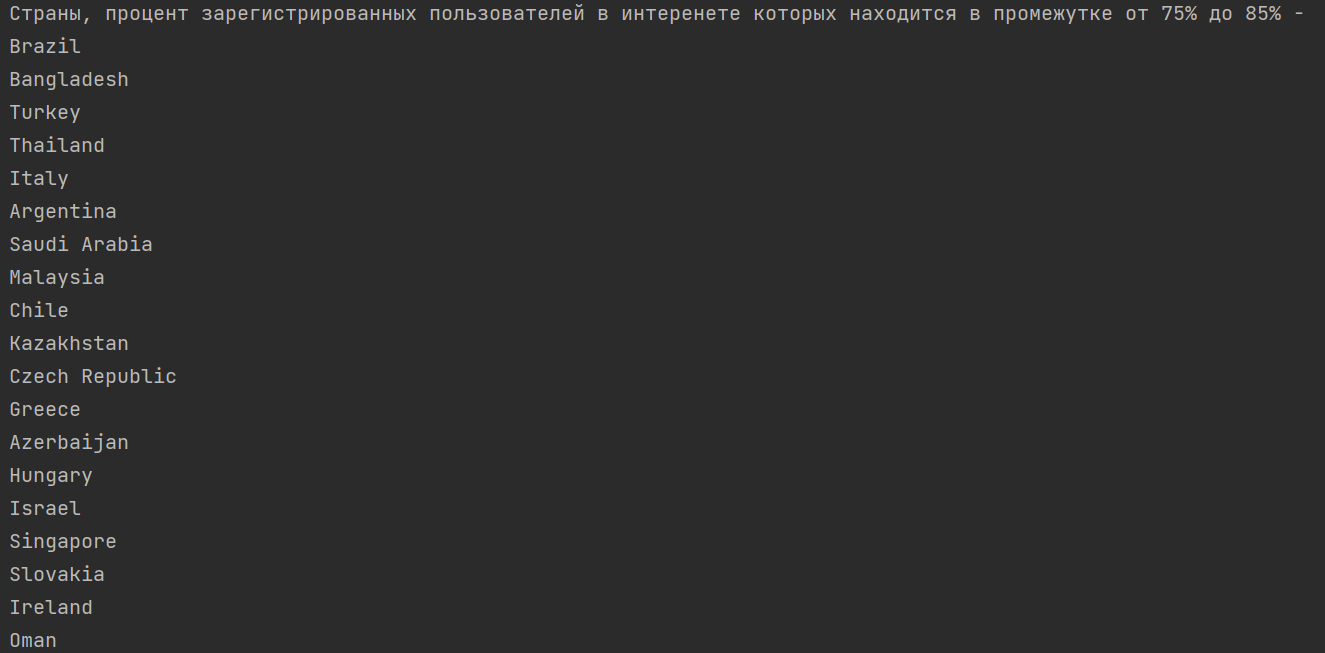 Страны, процент зарегистрированных пользователей в интеренете которых находится в промежутке от 75% до 85% -
Brazil
Bangladesh
Turkey
Thailand
Italy
Argentina
Saudi Arabia
Malaysia
Chile
Kazakhstan
Czech Republic
Greece
Azerbaijan
Hungary
Israel
Singapore
Slovakia
Ireland
Oman